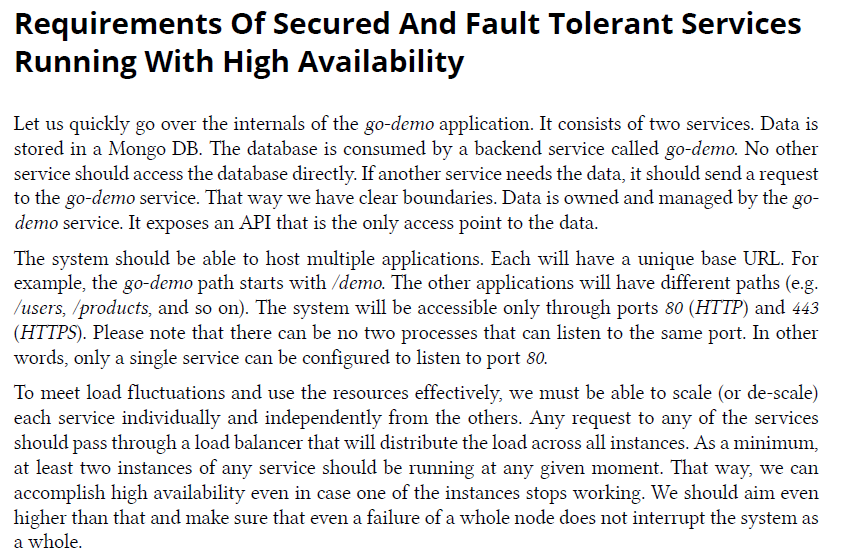 Requirements Of Secured And Fault Tolerant Services
Running With High Availability
Let us quickly go over the internals of the go-demo application. It consists of two services. Data is
stored in a Mongo DB. The database is consumed by a backend service called go-demo. No other
service should access the database directly. If another service needs the data, it should send a request
to the go-demo service. That way we have clear boundaries. Data is owned and managed by the go-
demo service. It exposes an API that is the only access point to the data.
The system should be able to host multiple applications. Each will have a unique base URL. For
example, the go-demo path starts with /demo. The other applications will have different paths (e.g.
/users, /products, and so on). The system will be accessible only through ports 80 (HTTP) and 443
(HTTPS). Please note that there can be no two processes that can listen to the same port. In other
words, only a single service can be configured to listen to port 80.
To meet load fluctuations and use the resources effectively, we must be able to scale (or de-scale)
each service individually and independently from the others. Any request to any of the services
should pass through a load balancer that will distribute the load across all instances. As a minimum,
at least two instances of any service should be running at any given moment. That way, we can
accomplish high availability even in case one of the instances stops working. We should aim even
higher than that and make sure that even a failure of a whole node does not interrupt the system as
a whole.